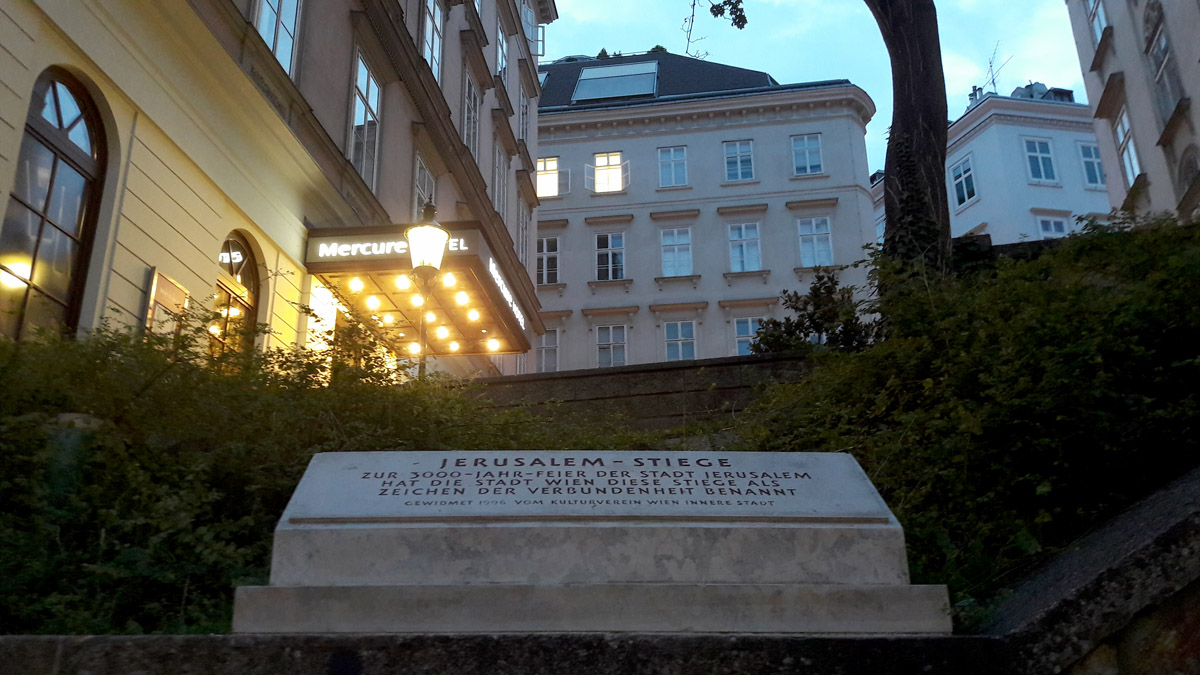 Mercure HOTEL
JERUSALEM-STIEGE
ZUR 3000-JAHR-FEIER DER STADT JERUSALEM
HAT DIE STADT WIEN DIESE STIEGE ALS
ZEICHEN DER VERBUNDENHEIT BENANNT
GEWIDMET 1996 VOM KULTURVEREIN WIEN INNERE STADT